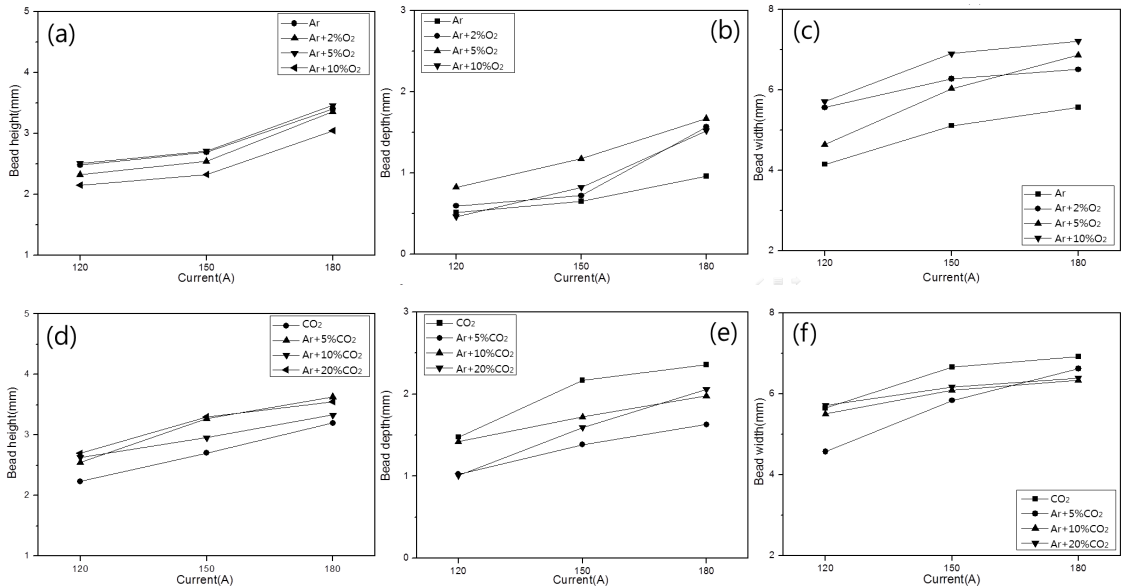 (a)
Ar
Ar+2%O2
Ar+5%O2
Ar+10%O2
Bead height(mm)
5
4
3
2
1
120 150 180
Current(A)
(b)
Ar
Ar+2%O2
Ar+5%O2
Ar+10%O2
Bead depth(mm)
3
2
1
0
120 150 180
Current(A)
(c)
Ar
Ar+2%O2
Ar+5%O2
Ar+10%O2
Bead width(mm)
8
6
4
2
120 150 180
Current(A)
(d)
CO2
Ar+5%CO2
Ar+10%CO2
Ar+20%CO2
Bead height(mm)
5
4
3
2
1
120 150 180
Current(A)
(e)
CO2
Ar+5%CO2
Ar+10%CO2
Ar+20%CO2
Bead depth(mm)
3
2
1
0
120 150 180
Current(A)
(f)
CO2
Ar+5%CO2
Ar+10%CO2
Ar+20%CO2
Bead width(mm)
8
6
4
2
120 150 180
Current(A)